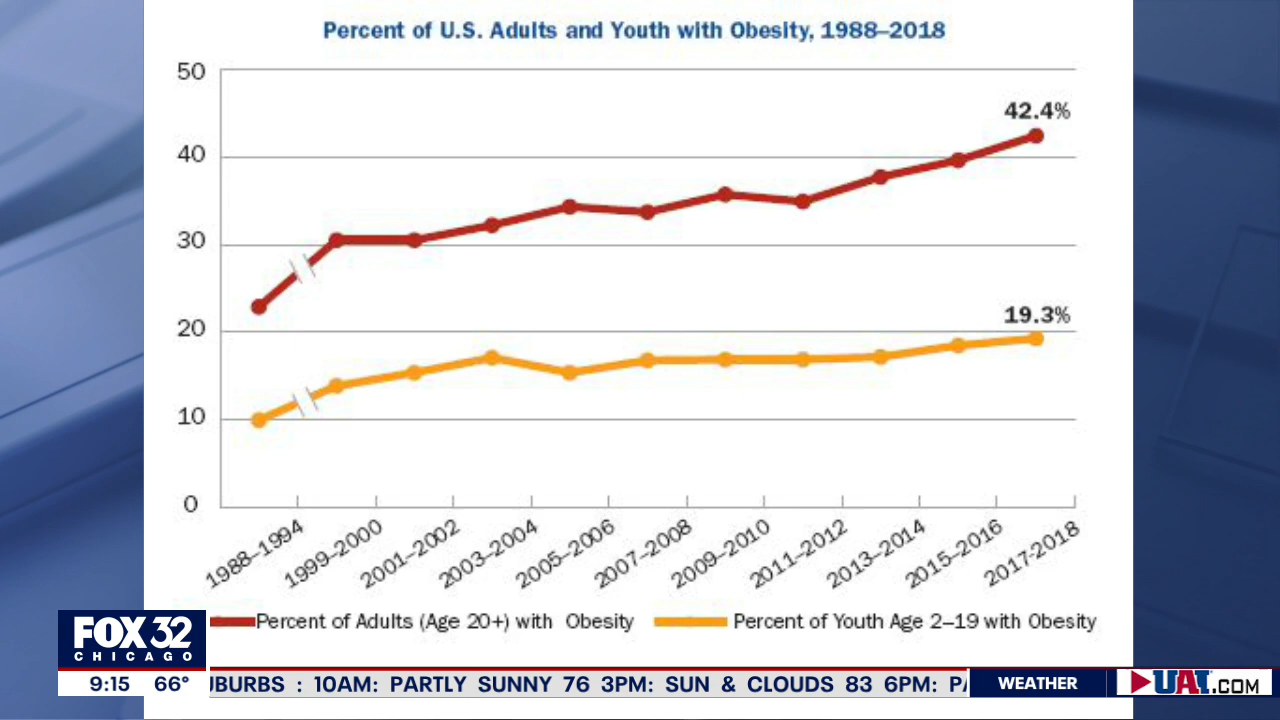 Percent of U.S. Adults and Youth with Obesity, 1988–2018
50
40
30
20
10
0
42.4%
19.3%
1988–1994
1999–2000
2001–2002
2003–2004
2005–2006
2007–2008
2009–2010
2011–2012
2013–2014
2015–2016
2017-2018
Percent of Adults (Age 20+) with Obesity
Percent of Youth Age 2–19 with Obesity
FOX 32
CHICAGO
9:15 66°
UBURBS : 10AM: PARTLY SUNNY 76 3PM: SUN & CLOUDS 83 6PM: PA
WEATHER
UAT.COM